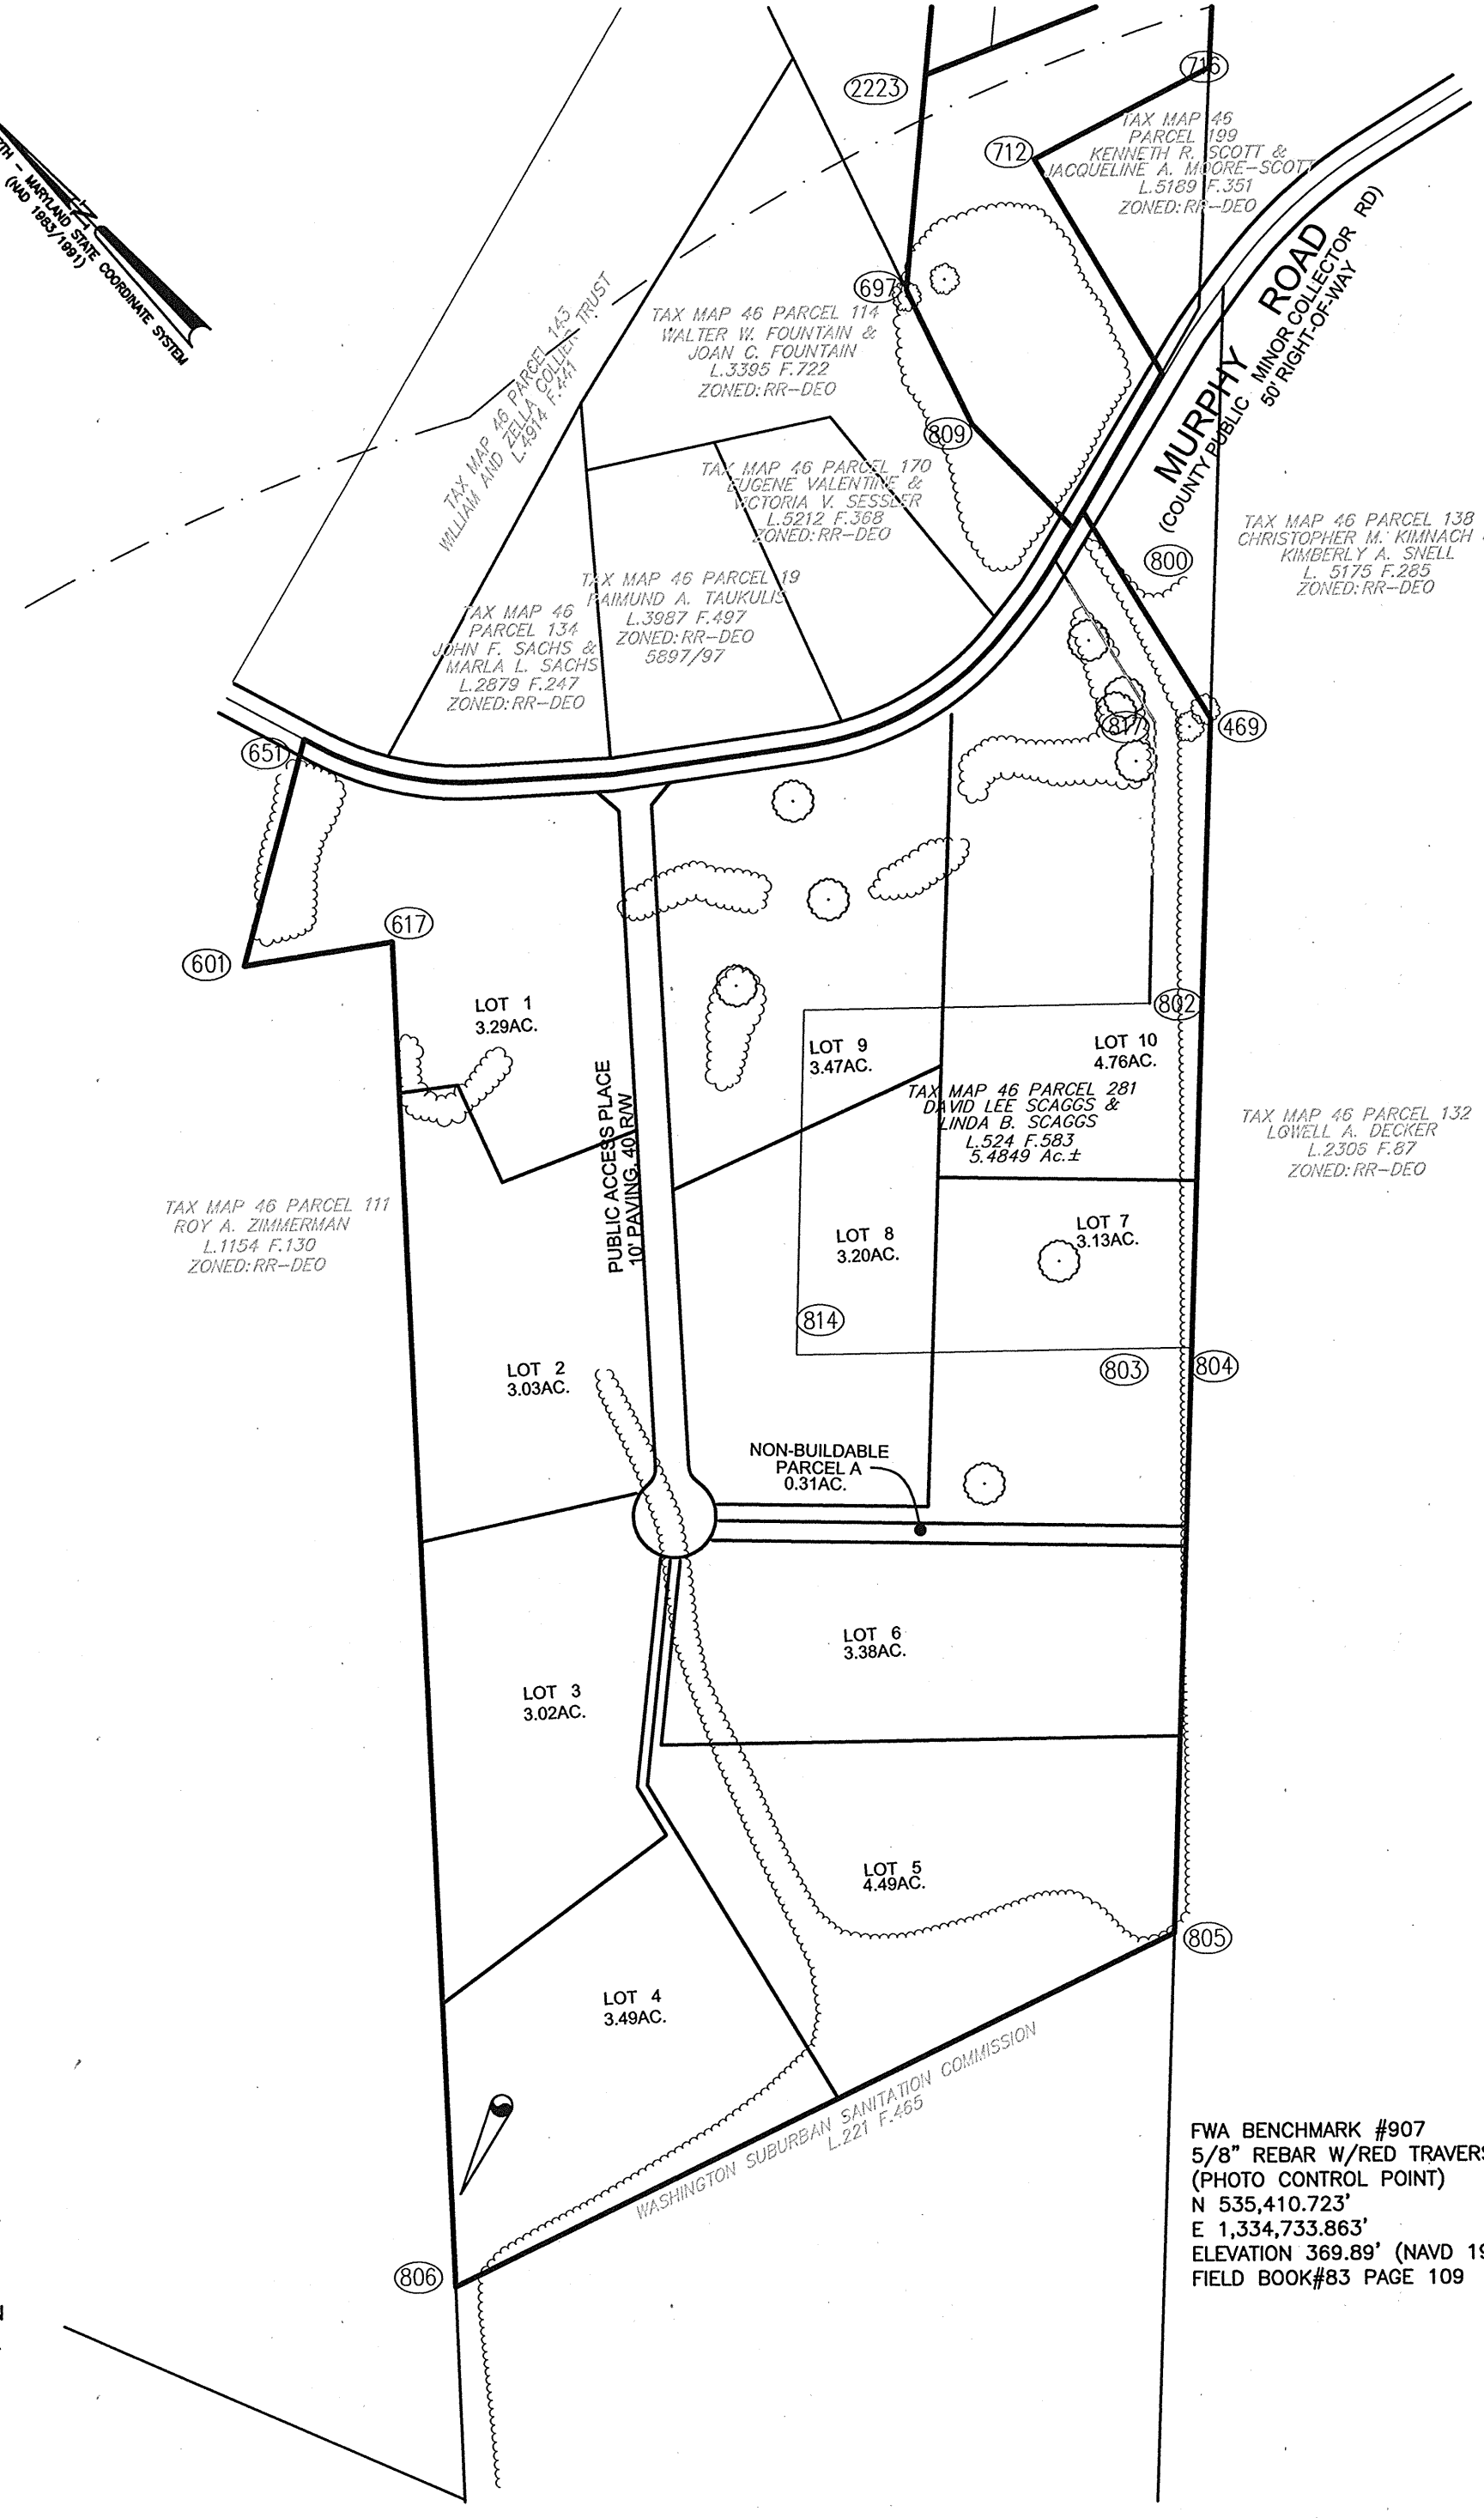 2223
716
TAX MAP 46
PARCEL 199
KENNETH R. SCOTT &
JACQUELINE A. MOORE-SCOTT
L.5189 F.351
ZONED: RR-DEO
712
- MARYLAND STATE COORDINATE SYSTEM
(NAD 1983/1991)
697
TAX MAP 46 PARCEL 143
WILLIAM AND ZELLA COLLIER TRUST
L.4914 F.441
TAX MAP 46 PARCEL 114
WALTER W. FOUNTAIN &
JOAN C. FOUNTAIN
L.3395 F.722
ZONED: RR-DEO
MURPHY ROAD
(COUNTY PUBLIC MINOR COLLECTOR RD)
50' RIGHT-OF-WAY
809
TAX MAP 46 PARCEL 170
EUGENE VALENTINE &
VICTORIA V. SESSLER
L.5212 F.368
ZONED: RR-DEO
TAX MAP 46 PARCEL 138
CHRISTOPHER M. KIMNACH
KIMBERLY A. SNELL
L. 5175 F.285
ZONED: RR-DEO
800
TAX MAP 46 PARCEL 19
RAIMUND A. TAUKULIS
L.3987 F.497
ZONED: RR-DEO
5897/97
TAX MAP 46
PARCEL 134
JOHN F. SACHS &
MARLA L. SACHS
L.2879 F.247
ZONED: RR-DEO
817
469
651
617
601
LOT 1
3.29AC.
802
LOT 9
3.47AC.
LOT 10
4.76AC.
TAX MAP 46 PARCEL 281
DAVID LEE SCAGGS &
LINDA B. SCAGGS
L.524 F.583
5.4849 Ac.±
TAX MAP 46 PARCEL 132
LOWELL A. DECKER
L.2306 F.87
ZONED: RR-DEO
PUBLIC ACCESS PLACE
10' PAVING, 40' R/W
TAX MAP 46 PARCEL 111
ROY A. ZIMMERMAN
L.1154 F.130
ZONED: RR-DEO
LOT 8
3.20AC.
LOT 7
3.13AC.
814
803
804
LOT 2
3.03AC.
NON-BUILDABLE
PARCEL A
0.31AC.
LOT 6
3.38AC.
LOT 3
3.02AC.
LOT 5
4.49AC.
805
LOT 4
3.49AC.
WASHINGTON SUBURBAN SANITATION COMMISSION
L.221 F.465
FWA BENCHMARK #907
5/8" REBAR W/RED TRAVERS
(PHOTO CONTROL POINT)
N 535,410.723'
E 1,334,733.863'
ELEVATION 369.89' (NAVD 19
FIELD BOOK#83 PAGE 109
806